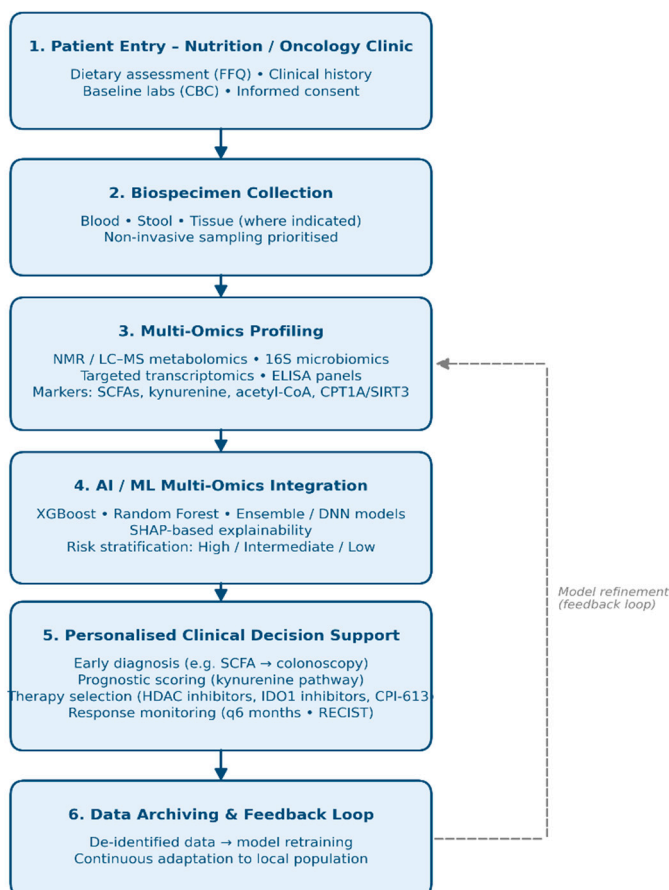 1. Patient Entry – Nutrition / Oncology Clinic
Dietary assessment (FFQ) • Clinical history
Baseline labs (CBC) • Informed consent
2. Biospecimen Collection
Blood • Stool • Tissue (where indicated)
Non-invasive sampling prioritised
3. Multi-Omics Profiling
NMR / LC–MS metabolomics • 16S microbiomics
Targeted transcriptomics • ELISA panels
Markers: SCFAs, kynurenine, acetyl-CoA, CPT1A/SIRT3
4. AI / ML Multi-Omics Integration
XGBoost • Random Forest • Ensemble / DNN models
SHAP-based explainability
Risk stratification: High / Intermediate / Low
Model refinement
(feedback loop)
5. Personalised Clinical Decision Support
Early diagnosis (e.g. SCFA → colonoscopy)
Prognostic scoring (kynurenine pathway)
Therapy selection (HDAC inhibitors, IDO1 inhibitors, CPI-613)
Response monitoring (q6 months • RECIST)
6. Data Archiving & Feedback Loop
De-identified data → model retraining
Continuous adaptation to local population